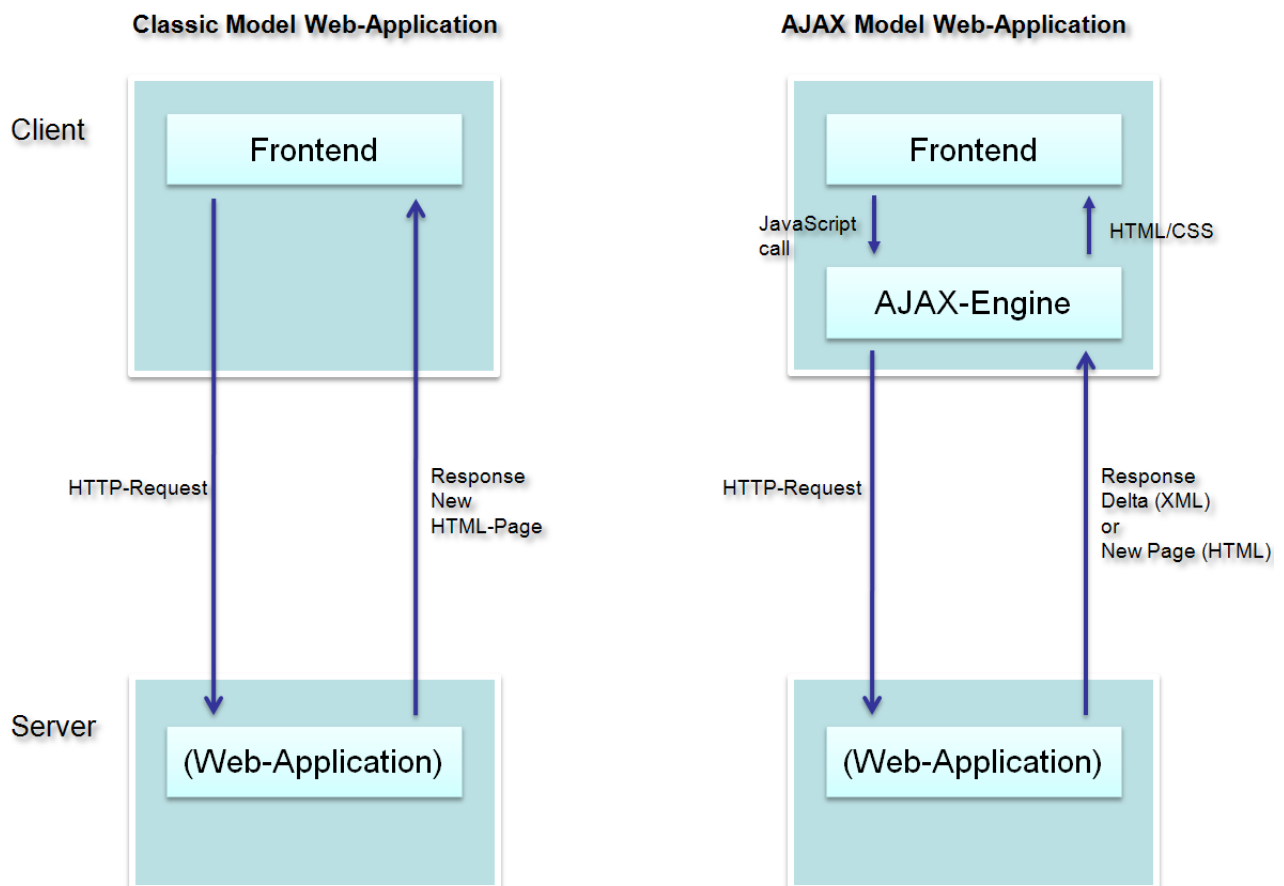 Classic Model Web-Application
AJAX Model Web-Application
Client
Frontend
Frontend
JavaScript
call
HTML/CSS
AJAX-Engine
HTTP-Request
Response
New
HTML-Page
HTTP-Request
Response
Delta (XML)
or
New Page (HTML)
Server
(Web-Application)
(Web-Application)